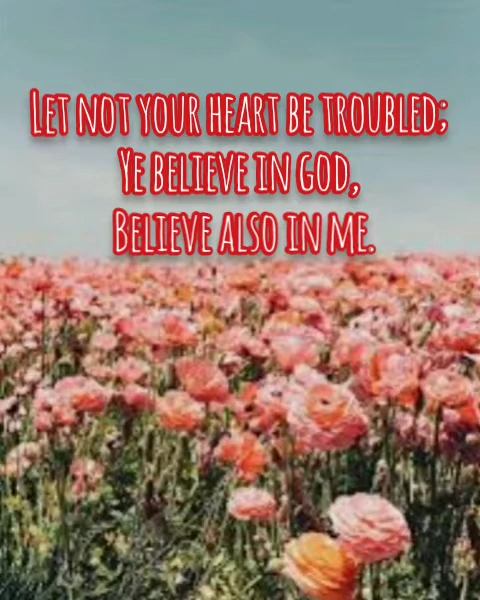 Let not your heart be troubled;
Ye believe in god,
Believe also in me.